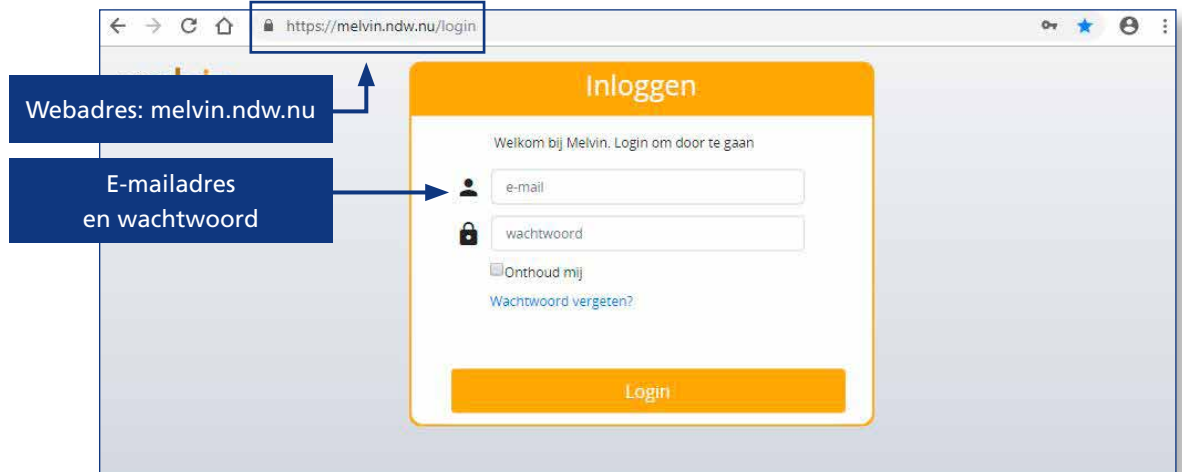 https://melvin.ndw.nu/login
Webadres: melvin.ndw.nu
Inloggen
Welkom bij Melvin. Login om door te gaan
E-mailadres
en wachtwoord
e-mail
wachtwoord
Onthoud mij
Wachtwoord vergeten?
Login